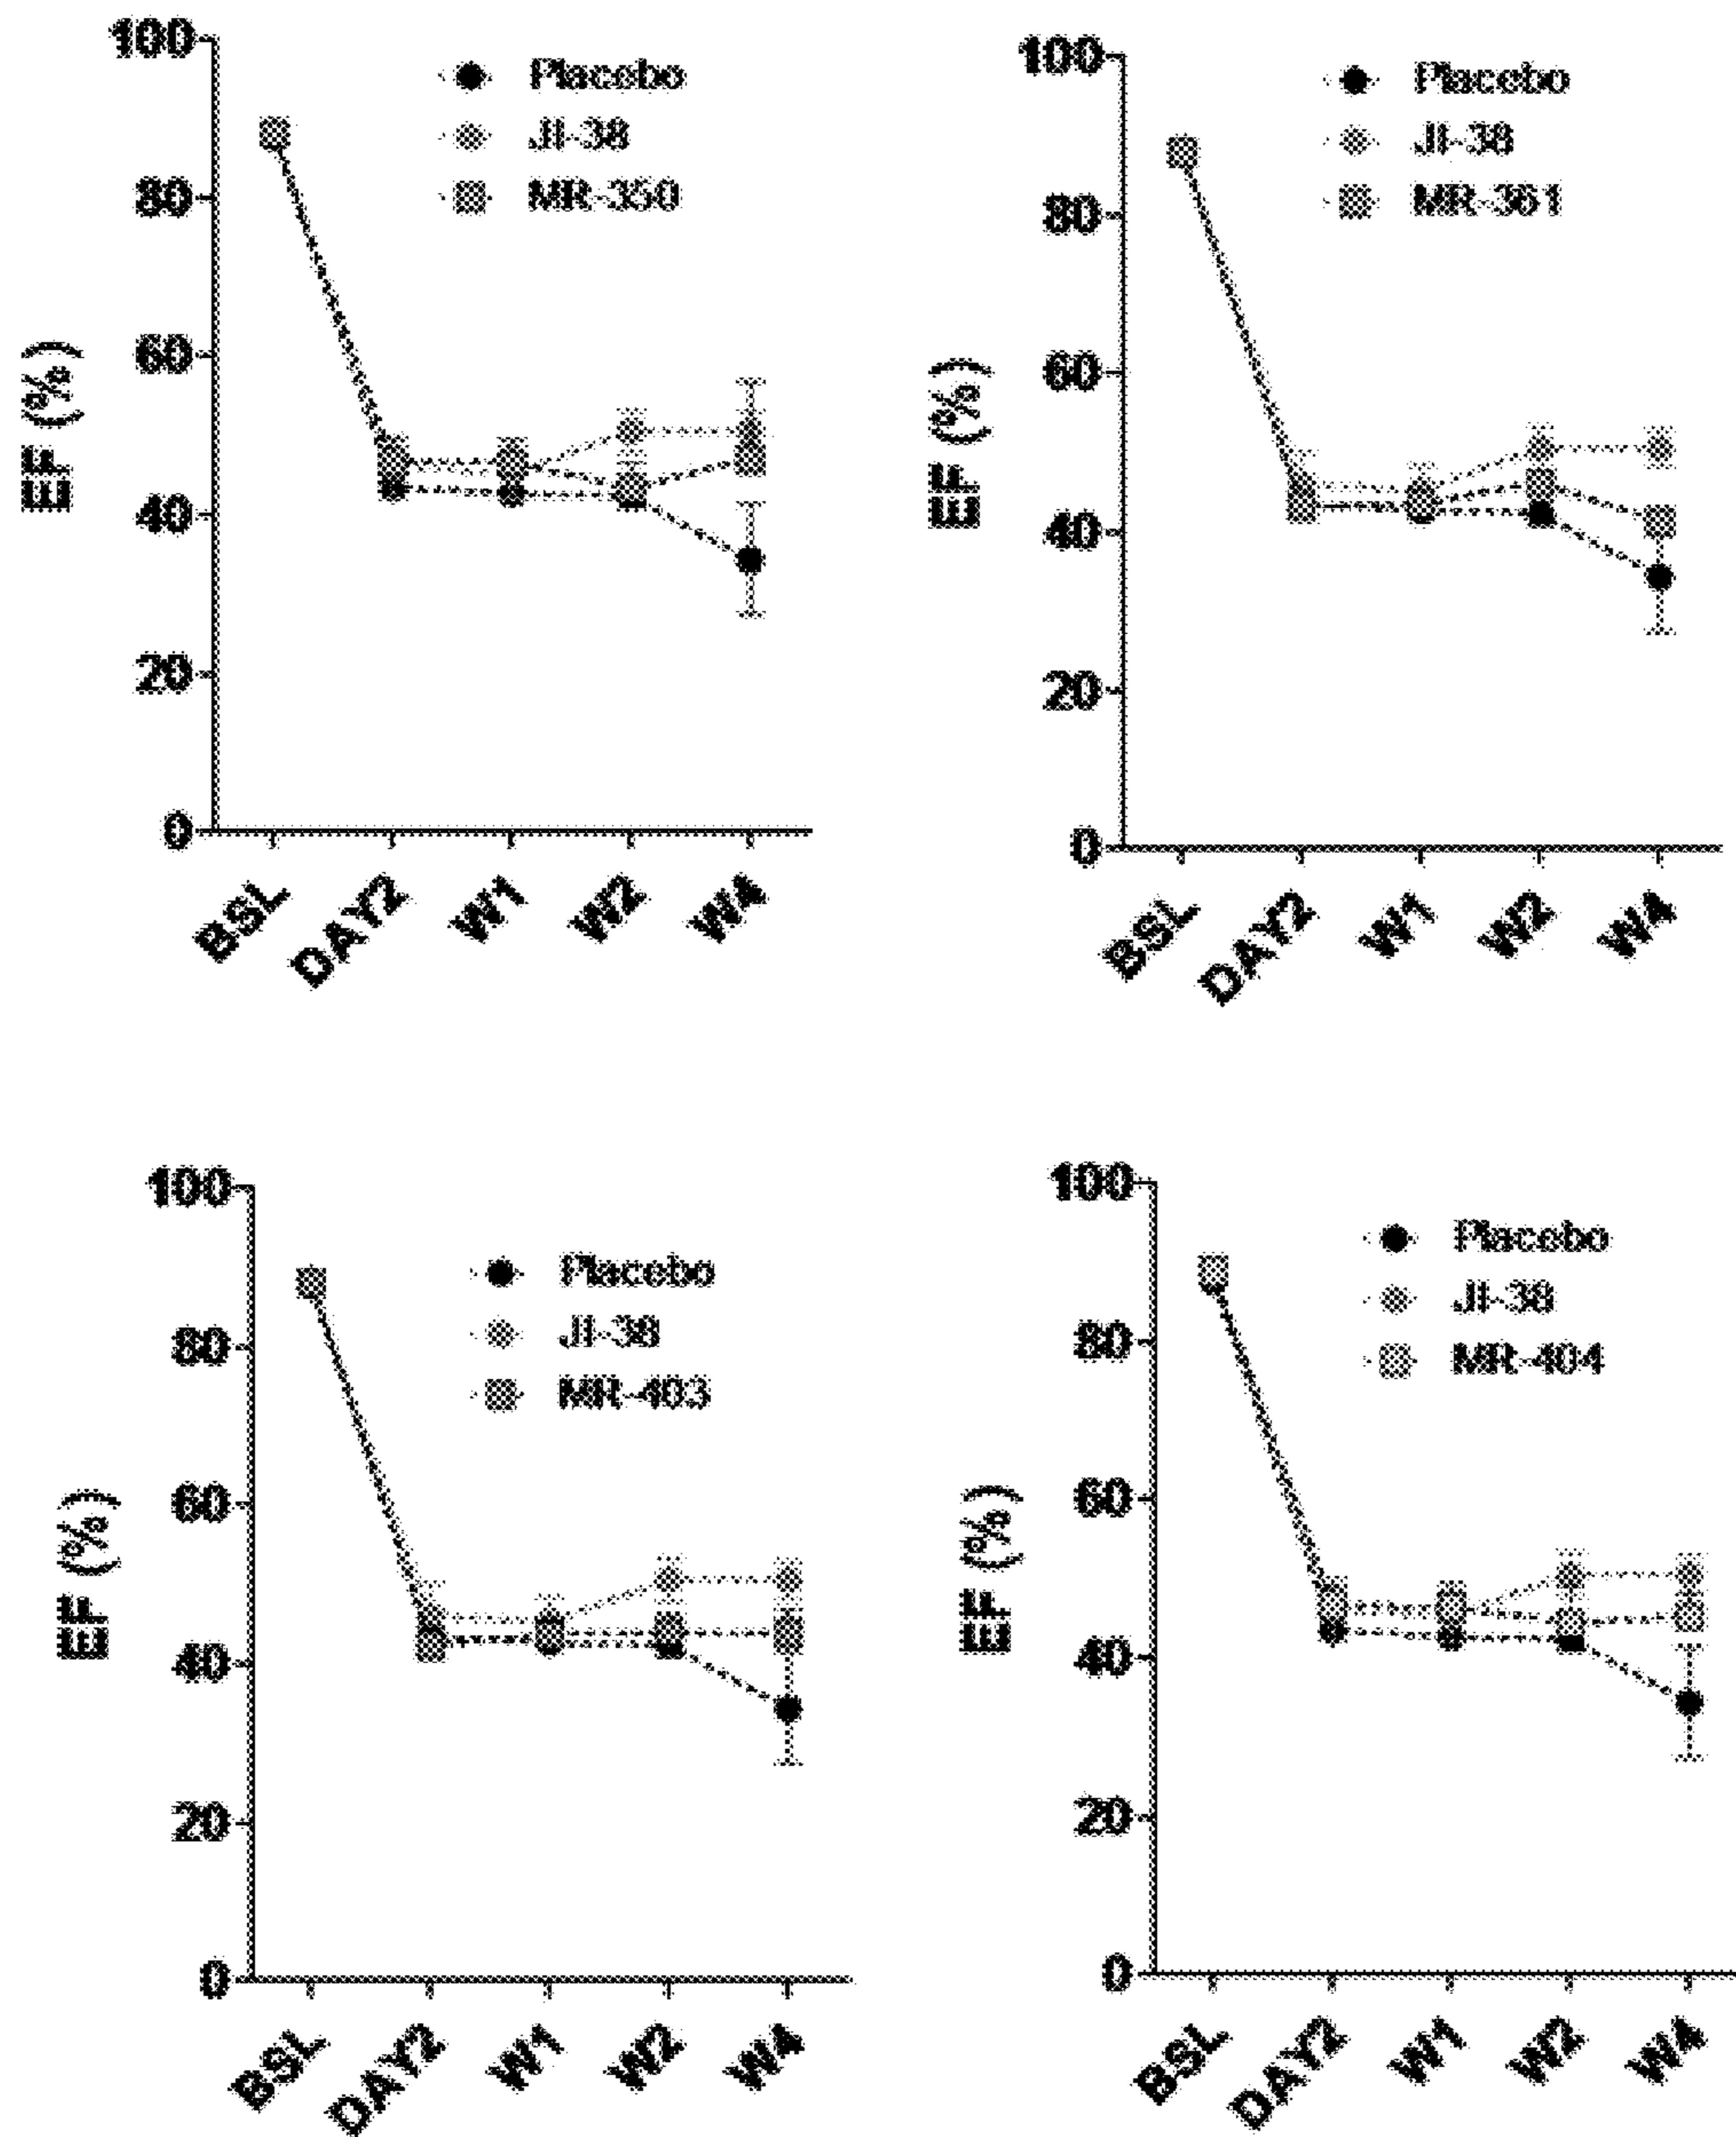 100
80
60
40
20
0
EF (%)
Placebo
JI-38
MR-350
BSL
DAY2
W1
W2
W4
100
80
60
40
20
0
EF (%)
Placebo
JI-38
MR-361
BSL
DAY2
W1
W2
W4
100
80
60
40
20
0
EF (%)
Placebo
JI-38
MR-403
BSL
DAY2
W1
W2
W4
100
80
60
40
20
0
EF (%)
Placebo
JI-38
MR-404
BSL
DAY2
W1
W2
W4